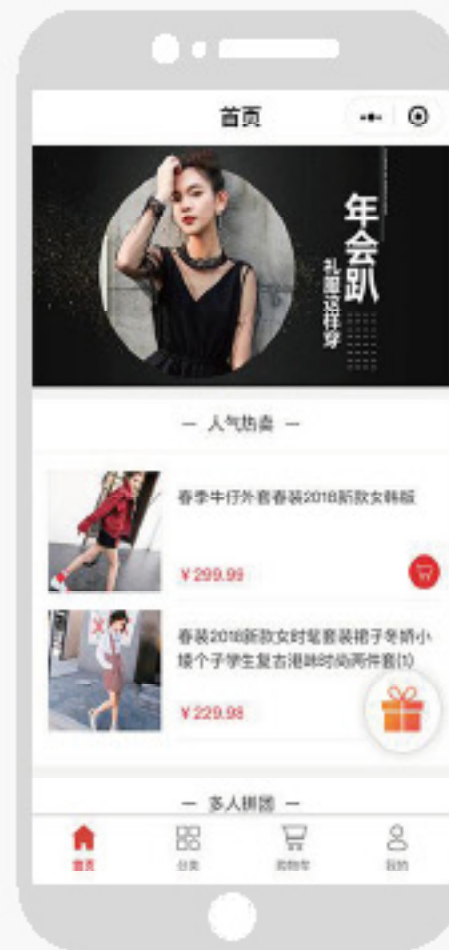 首页
年会趴
礼服这样穿
— 人气热卖 —
春季牛仔外套春装2018新款女韩版
￥299.99
春装2018新款女时髦套装裙子冬娇小
矮个子学生复古港味时尚两件套(1)
￥229.98
— 多人拼团 —
首页
分类
购物车
我的